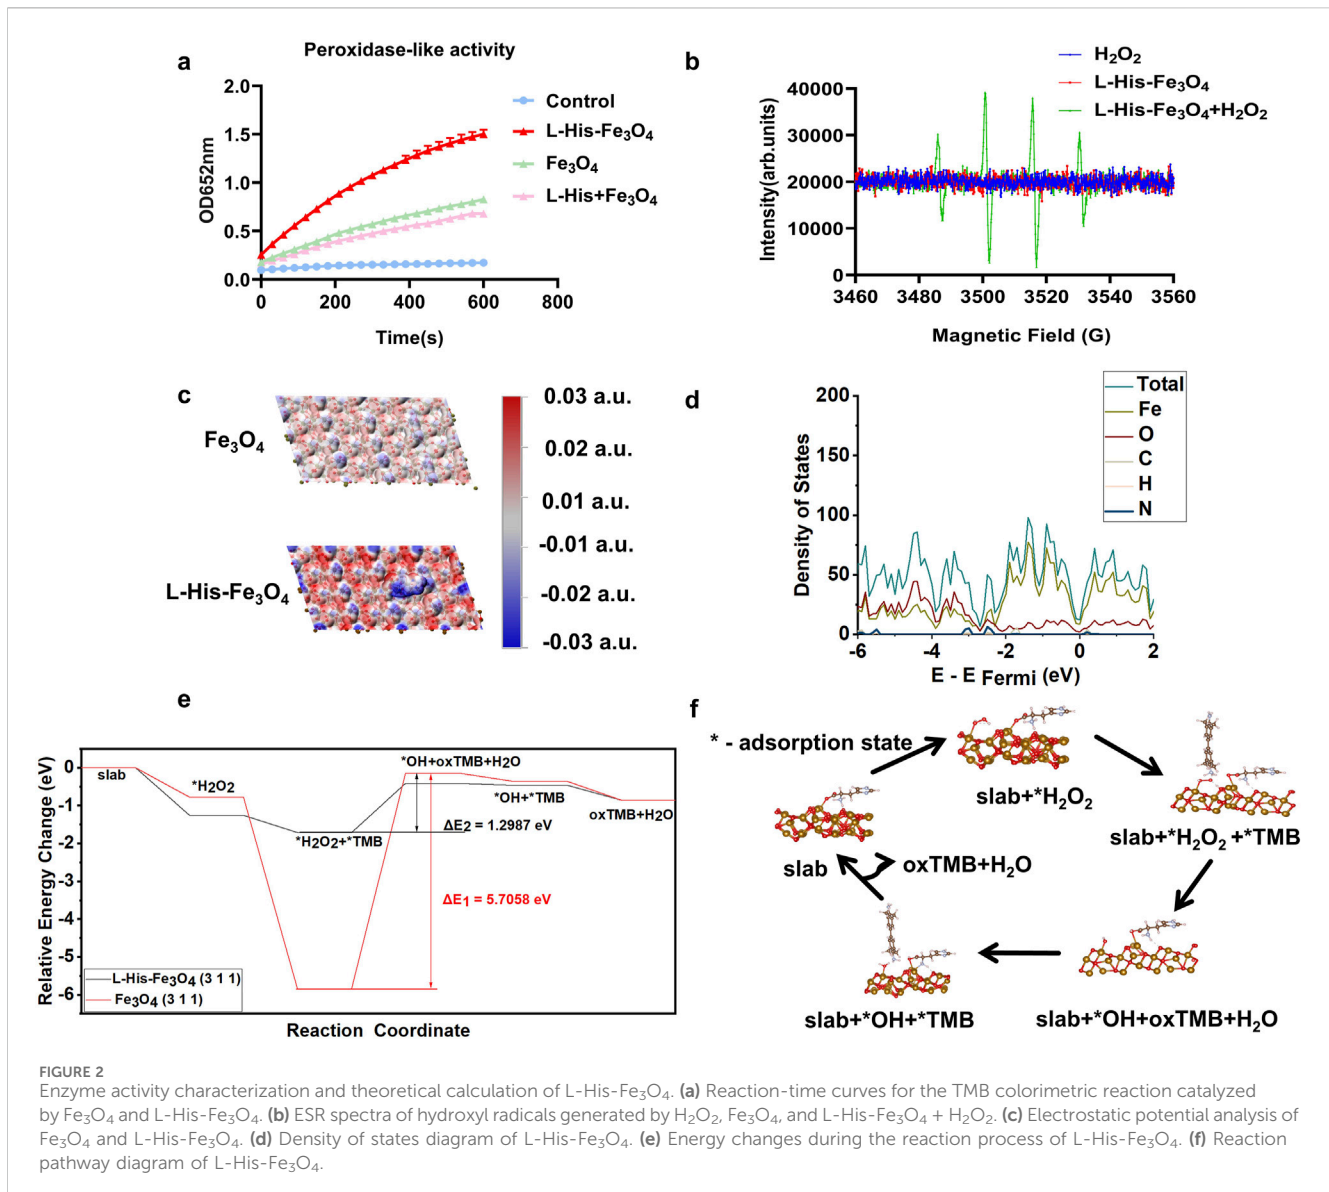 a
Peroxidase-like activity
2.0
1.5
1.0
0.5
0.0
OD652nm
0
200
400
600
800
Time(s)
Control
L-His-Fe₃O₄
Fe₃O₄
L-His+Fe₃O₄
b
H₂O₂
L-His-Fe₃O₄
L-His-Fe₃O₄+H₂O₂
40000
30000
20000
10000
0
Intensity(arb.units)
3460
3480
3500
3520
3540
3560
Magnetic Field (G)
c
Fe₃O₄
L-His-Fe₃O₄
0.03 a.u.
0.02 a.u.
0.01 a.u.
-0.01 a.u.
-0.02 a.u.
-0.03 a.u.
d
Total
Fe
O
C
H
N
200
150
100
50
0
Density of States
-6
-4
-2
0
2
E - E Fermi (eV)
e
0
-1
-2
-3
-4
-5
-6
Relative Energy Change (eV)
slab
*H₂O₂
*H₂O₂+*TMB
*OH+oxTMB+H₂O
*OH+*TMB
oxTMB+H₂O
ΔE₂ = 1.2987 eV
ΔE₁ = 5.7058 eV
L-His-Fe₃O₄ (3 1 1)
Fe₃O₄ (3 1 1)
Reaction Coordinate
f
* - adsorption state
slab+*H₂O₂
slab+*H₂O₂ +*TMB
slab
oxTMB+H₂O
slab+*OH+*TMB
slab+*OH+oxTMB+H₂O
FIGURE 2
Enzyme activity characterization and theoretical calculation of L-His-Fe₃O₄. (a) Reaction-time curves for the TMB colorimetric reaction catalyzed
by Fe₃O₄ and L-His-Fe₃O₄. (b) ESR spectra of hydroxyl radicals generated by H₂O₂, Fe₃O₄, and L-His-Fe₃O₄ + H₂O₂. (c) Electrostatic potential analysis of
Fe₃O₄ and L-His-Fe₃O₄. (d) Density of states diagram of L-His-Fe₃O₄. (e) Energy changes during the reaction process of L-His-Fe₃O₄. (f) Reaction
pathway diagram of L-His-Fe₃O₄.